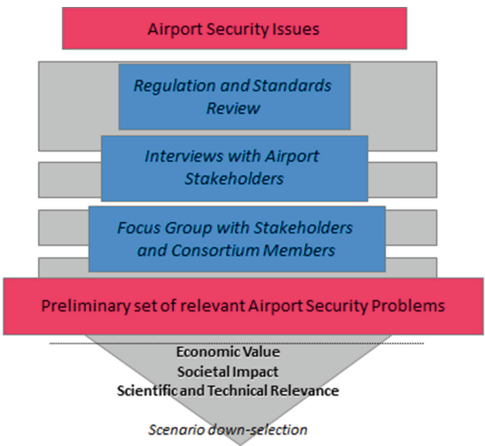 Airport Security Issues
Regulation and Standards
Review
Interviews with Airport
Stakeholders
Focus Group with Stakeholders
and Consortium Members
Preliminary set of relevant Airport Security Problems
Economic Value
Societal Impact
Scientific and Technical Relevance
Scenario down-selection